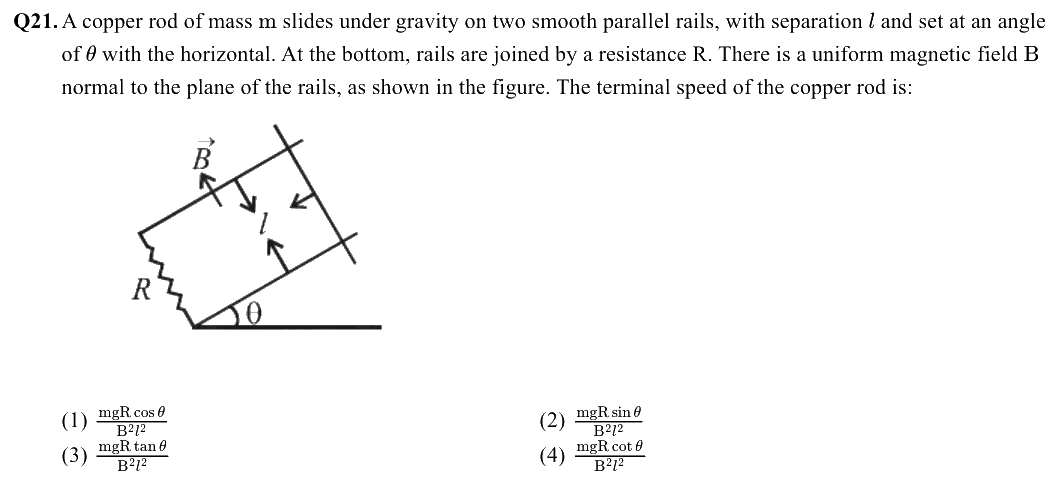 Q21. A copper rod of mass m slides under gravity on two smooth parallel rails, with separation l and set at an angle
of θ with the horizontal. At the bottom, rails are joined by a resistance R. There is a uniform magnetic field B
normal to the plane of the rails, as shown in the figure. The terminal speed of the copper rod is:
B⃗
l
R
θ
(1) mgR cos θ / B²l² (2) mgR sin θ / B²l²
(3) mgR tan θ / B²l² (4) mgR cot θ / B²l²